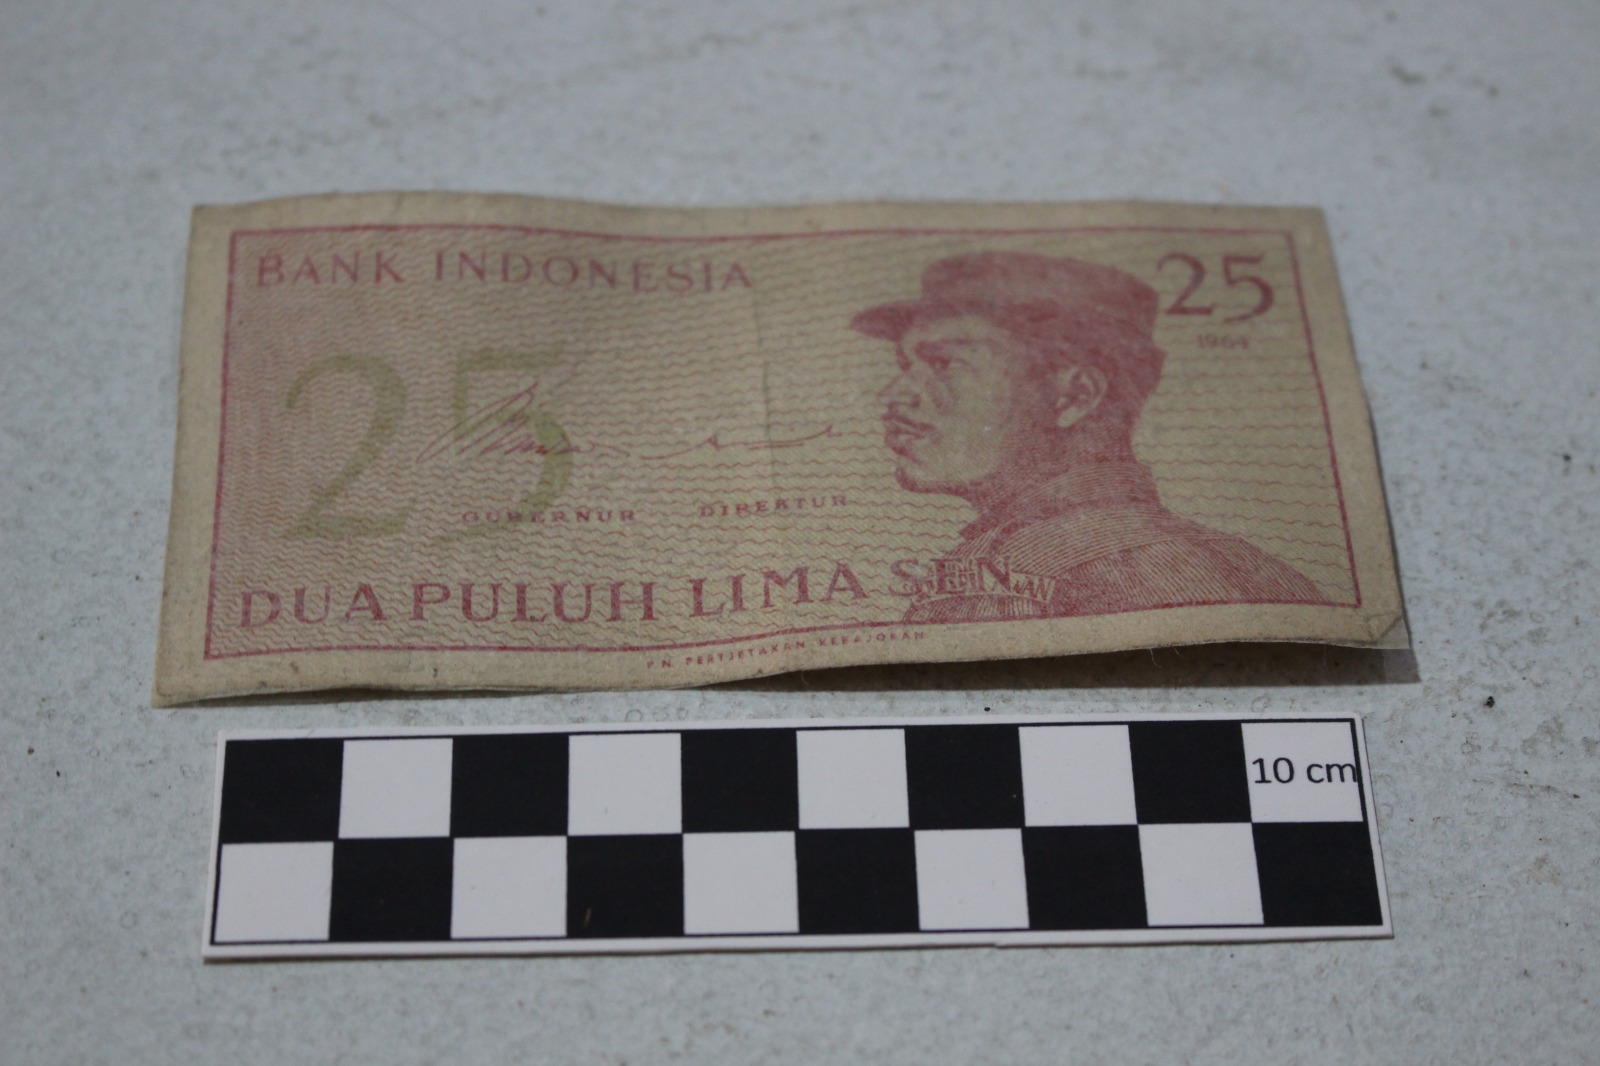 BANK INDONESIA
25
1964
25
GUBERNUR DIREKTUR
DUA PULUH LIMA SEN
P.N. PERTJETAKAN KEBAJORAN
10 cm